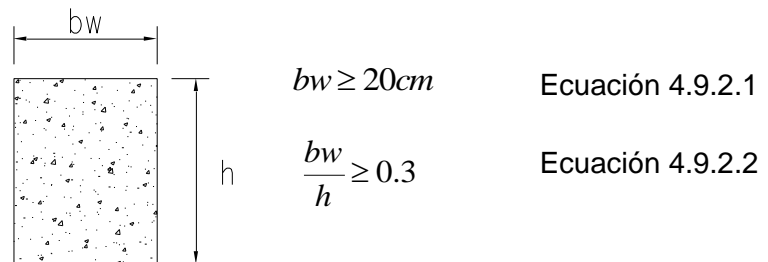 bw
bw ≥ 20cm Ecuación 4.9.2.1
h
bw/h ≥ 0.3 Ecuación 4.9.2.2